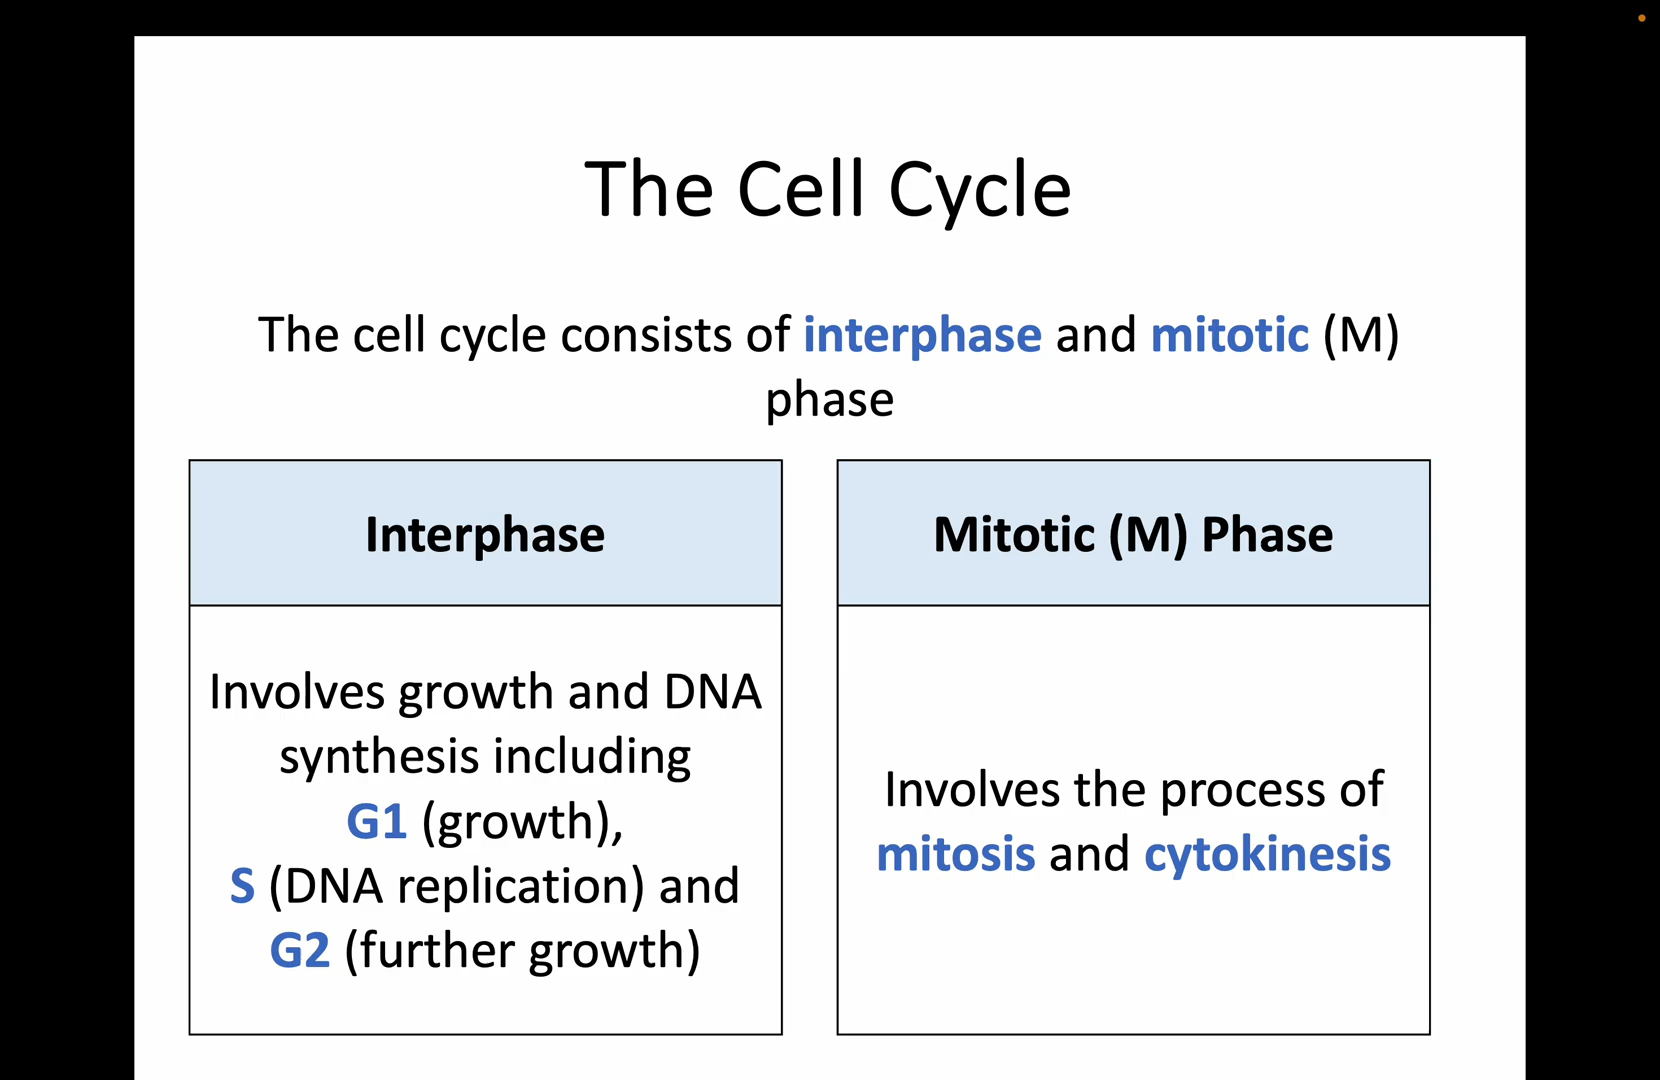 The Cell Cycle
The cell cycle consists of interphase and mitotic (M)
phase
Interphase
Involves growth and DNA
synthesis including
G1 (growth),
S (DNA replication) and
G2 (further growth)
Mitotic (M) Phase
Involves the process of
mitosis and cytokinesis